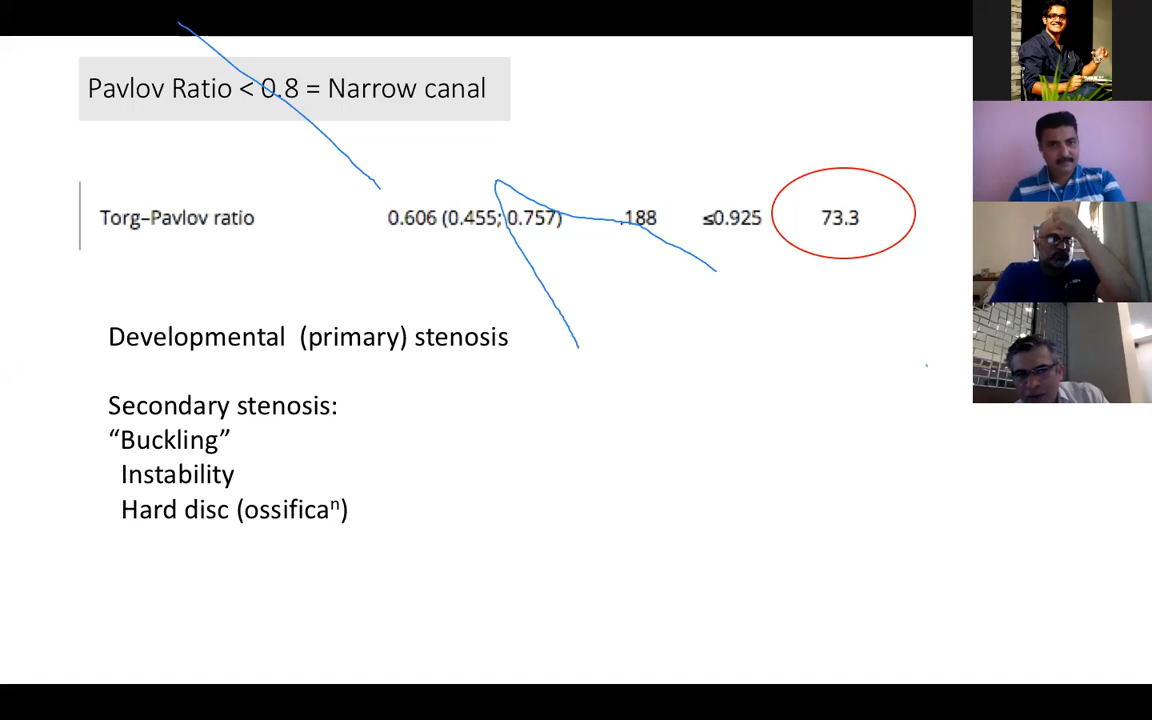 Pavlov Ratio < 0.8 = Narrow canal
Torg–Pavlov ratio 0.606 (0.455; 0.757) .188 ≤0.925 73.3
Developmental (primary) stenosis
Secondary stenosis:
“Buckling”
Instability
Hard disc (ossificaⁿ)